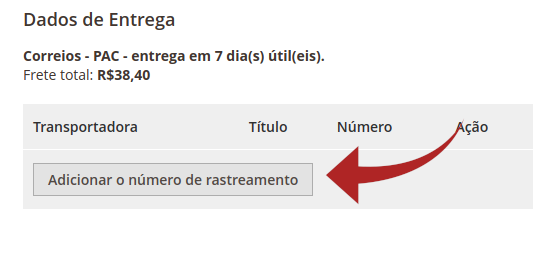 Dados de Entrega
Correios - PAC - entrega em 7 dia(s) útil(eis).
Frete total: R$38,40
Transportadora Título Número Ação
Adicionar o número de rastreamento